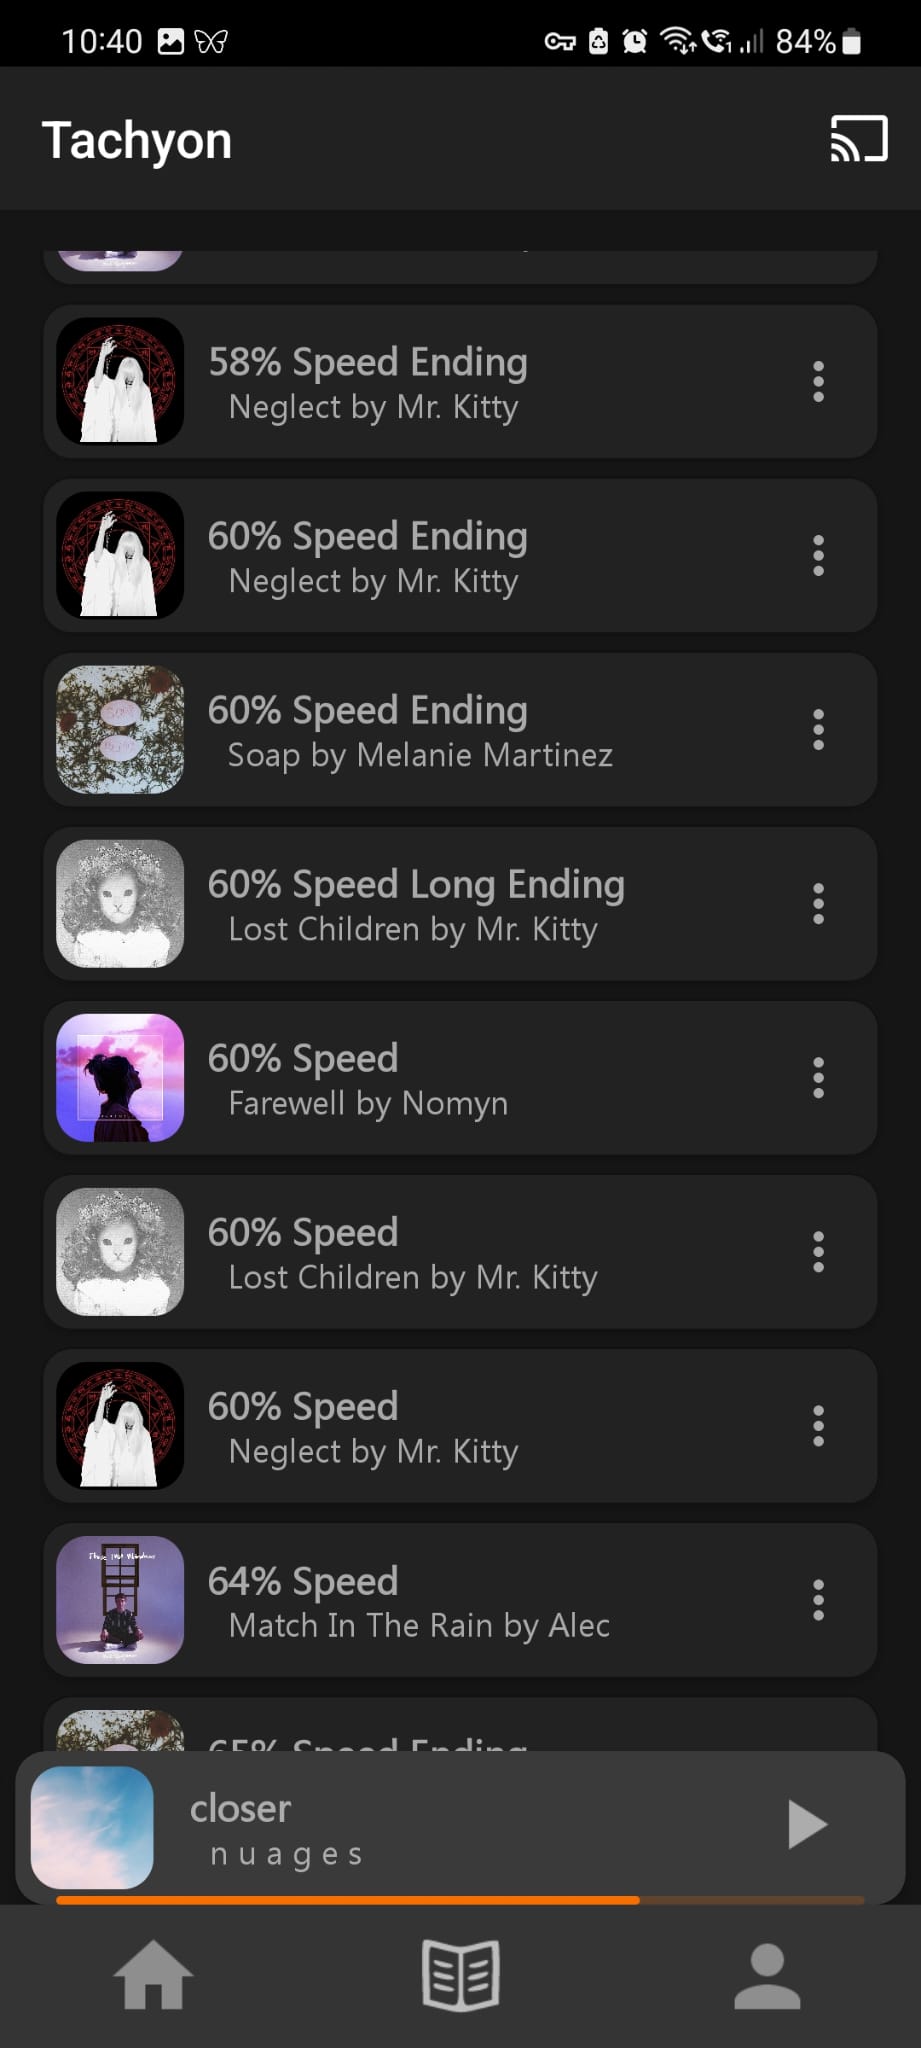 10:40
84%
Tachyon
58% Speed Ending
Neglect by Mr. Kitty
60% Speed Ending
Neglect by Mr. Kitty
60% Speed Ending
Soap by Melanie Martinez
60% Speed Long Ending
Lost Children by Mr. Kitty
60% Speed
Farewell by Nomyn
60% Speed
Lost Children by Mr. Kitty
60% Speed
Neglect by Mr. Kitty
64% Speed
Match In The Rain by Alec
65% Speed Ending
closer
n u a g e s